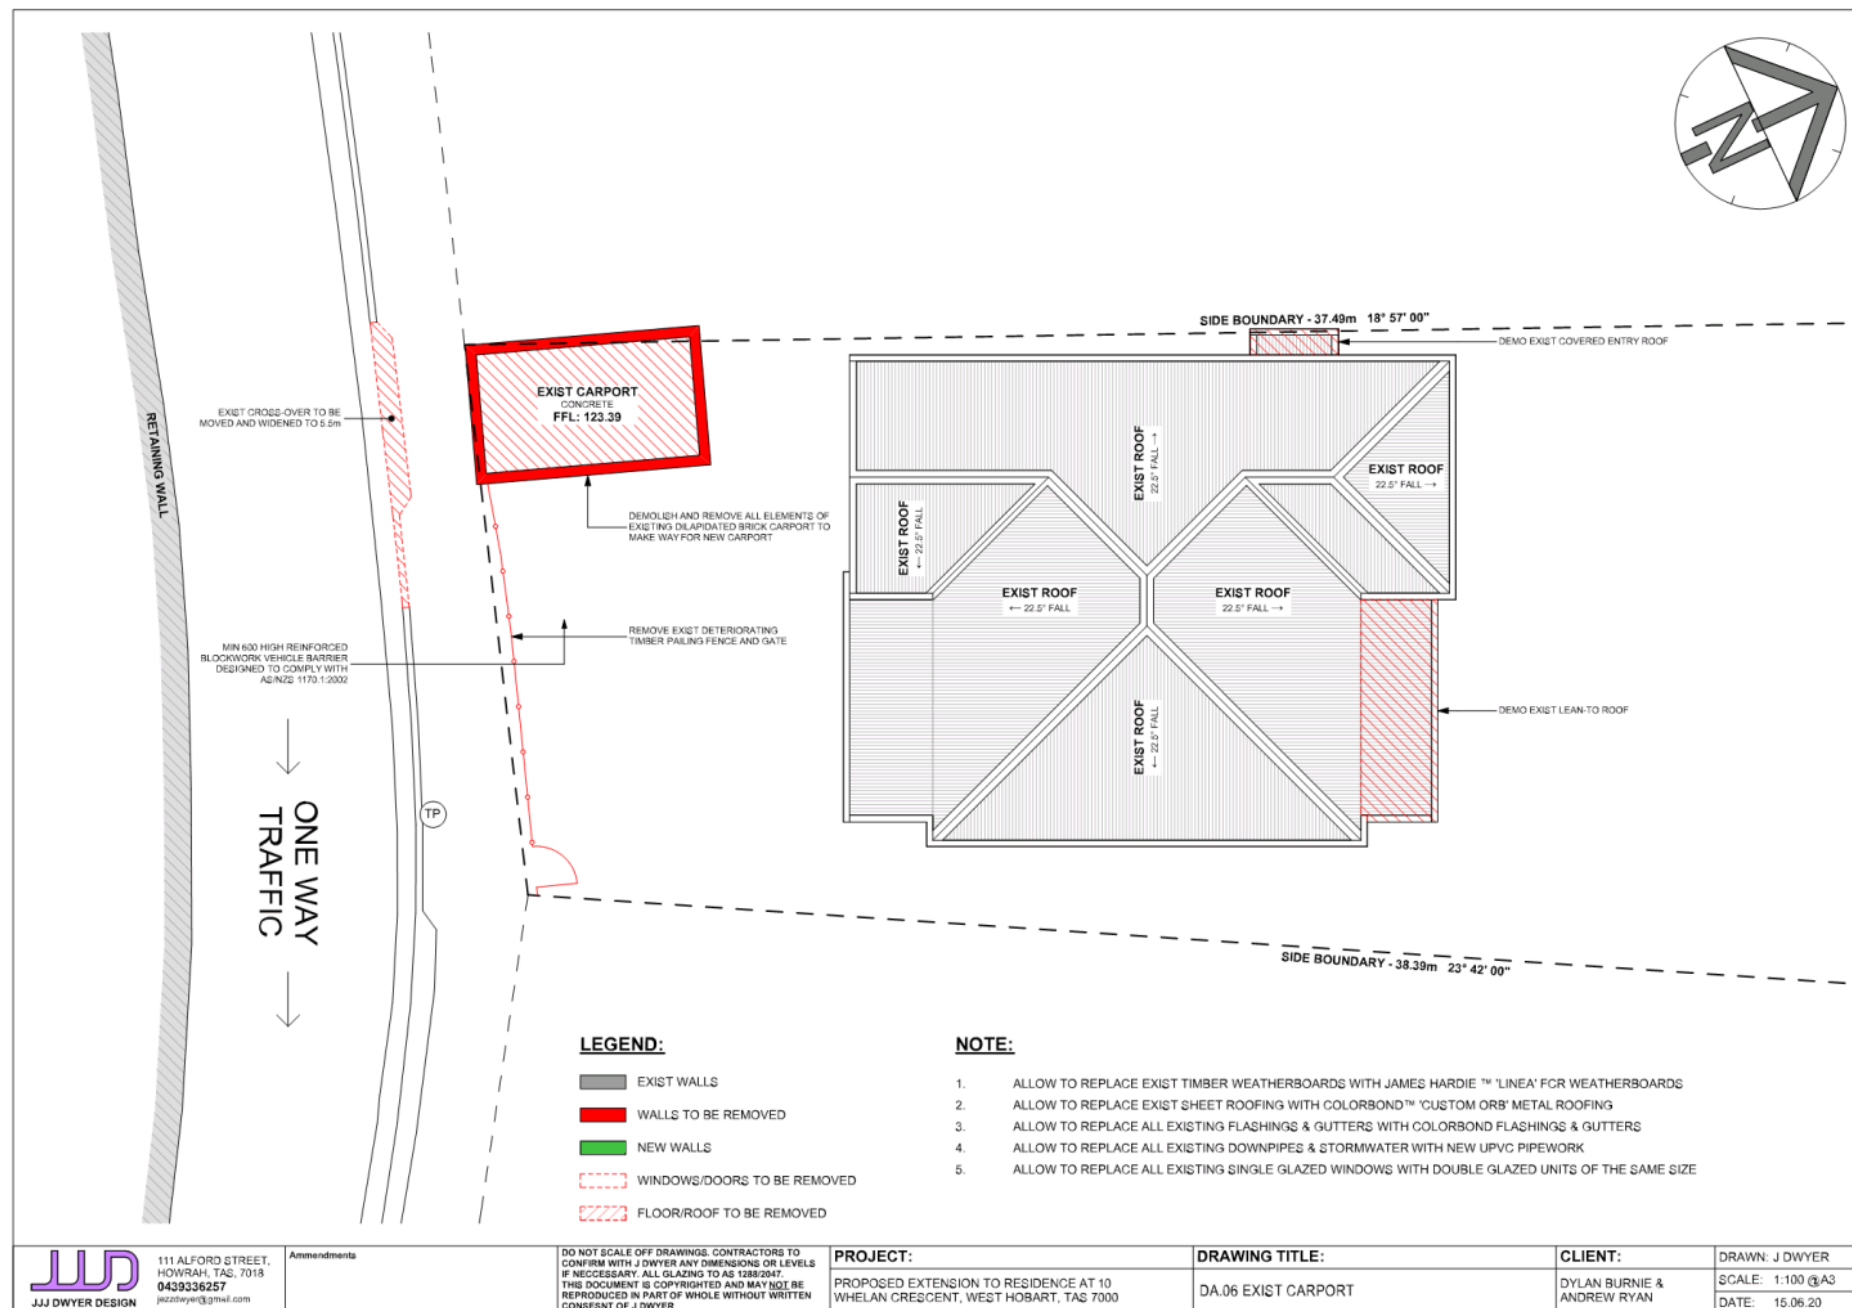 N
SIDE BOUNDARY - 37.49m 18° 57' 00"
DEMO EXIST COVERED ENTRY ROOF
EXIST CARPORT
CONCRETE
FFL: 123.39
EXIST CROSS-OVER TO BE
MOVED AND WIDENED TO 5.5m
RETAINING WALL
DEMOLISH AND REMOVE ALL ELEMENTS OF
EXISTING DILAPIDATED BRICK CARPORT TO
MAKE WAY FOR NEW CARPORT
EXIST ROOF
22.5° FALL →
EXIST ROOF
22.5° FALL →
EXIST ROOF
← 22.5° FALL
EXIST ROOF
← 22.5° FALL
EXIST ROOF
22.5° FALL →
REMOVE EXIST DETERIORATING
TIMBER PAILING FENCE AND GATE
MIN 600 HIGH REINFORCED
BLOCKWORK VEHICLE BARRIER
DESIGNED TO COMPLY WITH
AS/NZS 1170.1:2002
EXIST ROOF
← 22.5° FALL
DEMO EXIST LEAN-TO ROOF
ONE WAY
TRAFFIC
TP
SIDE BOUNDARY - 38.39m 23° 42' 00"
LEGEND:
EXIST WALLS
WALLS TO BE REMOVED
NEW WALLS
WINDOWS/DOORS TO BE REMOVED
FLOOR/ROOF TO BE REMOVED
NOTE:
1. ALLOW TO REPLACE EXIST TIMBER WEATHERBOARDS WITH JAMES HARDIE ™ 'LINEA' FCR WEATHERBOARDS
2. ALLOW TO REPLACE EXIST SHEET ROOFING WITH COLORBOND™ 'CUSTOM ORB' METAL ROOFING
3. ALLOW TO REPLACE ALL EXISTING FLASHINGS & GUTTERS WITH COLORBOND FLASHINGS & GUTTERS
4. ALLOW TO REPLACE ALL EXISTING DOWNPIPES & STORMWATER WITH NEW UPVC PIPEWORK
5. ALLOW TO REPLACE ALL EXISTING SINGLE GLAZED WINDOWS WITH DOUBLE GLAZED UNITS OF THE SAME SIZE
JJD
JJJ DWYER DESIGN
111 ALFORD STREET,
HOWRAH, TAS, 7018
0439336257
jezzdwyer@gmail.com
Ammendments
DO NOT SCALE OFF DRAWINGS. CONTRACTORS TO
CONFIRM WITH J DWYER ANY DIMENSIONS OR LEVELS
IF NECCESSARY. ALL GLAZING TO AS 1288/2047.
THIS DOCUMENT IS COPYRIGHTED AND MAY NOT BE
REPRODUCED IN PART OF WHOLE WITHOUT WRITTEN
CONSESNT OF J DWYER
PROJECT:
PROPOSED EXTENSION TO RESIDENCE AT 10
WHELAN CRESCENT, WEST HOBART, TAS 7000
DRAWING TITLE:
DA.06 EXIST CARPORT
CLIENT:
DYLAN BURNIE &
ANDREW RYAN
DRAWN: J DWYER
SCALE: 1:100 @A3
DATE: 15.06.20